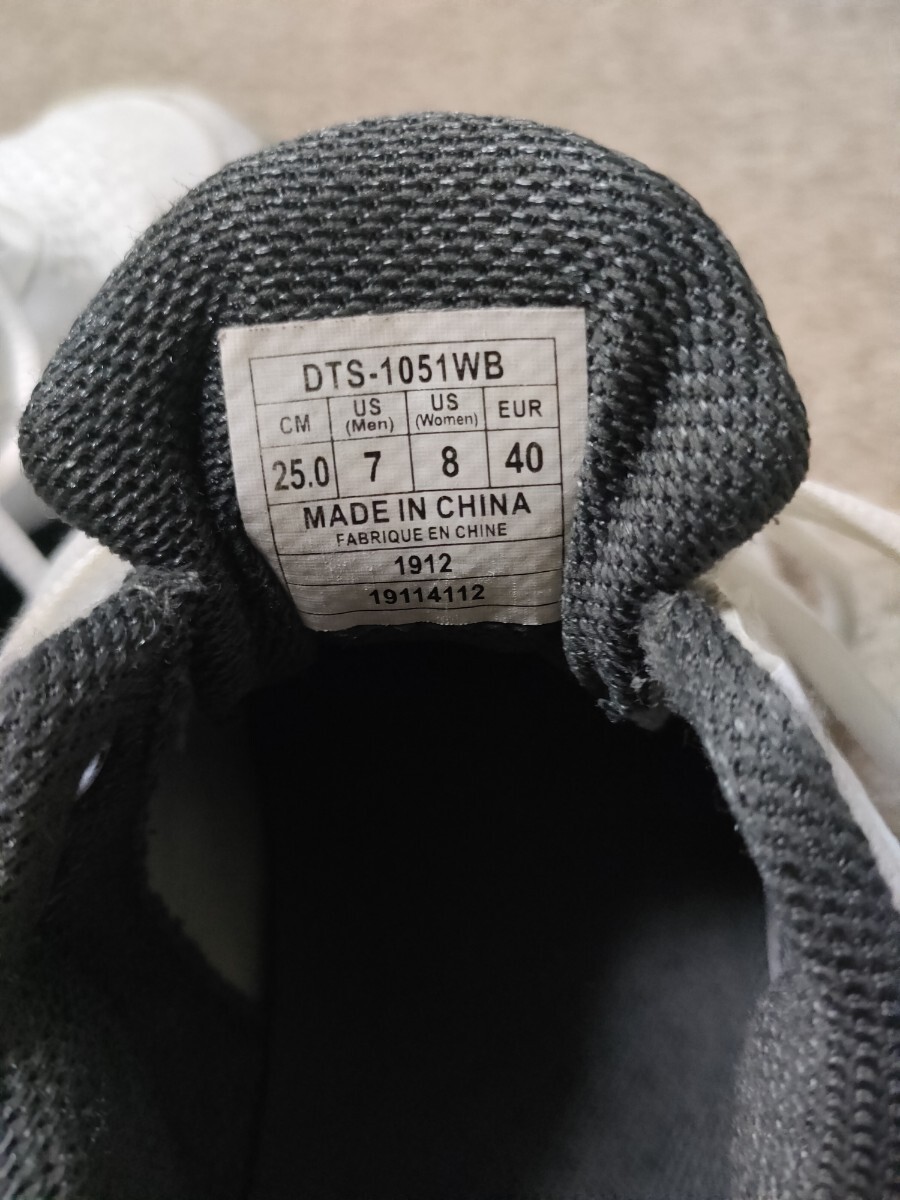 DTS-1051WB
CM US (Men) US (Women) EUR
25.0 7 8 40
MADE IN CHINA
FABRIQUE EN CHINE
1912
19114112